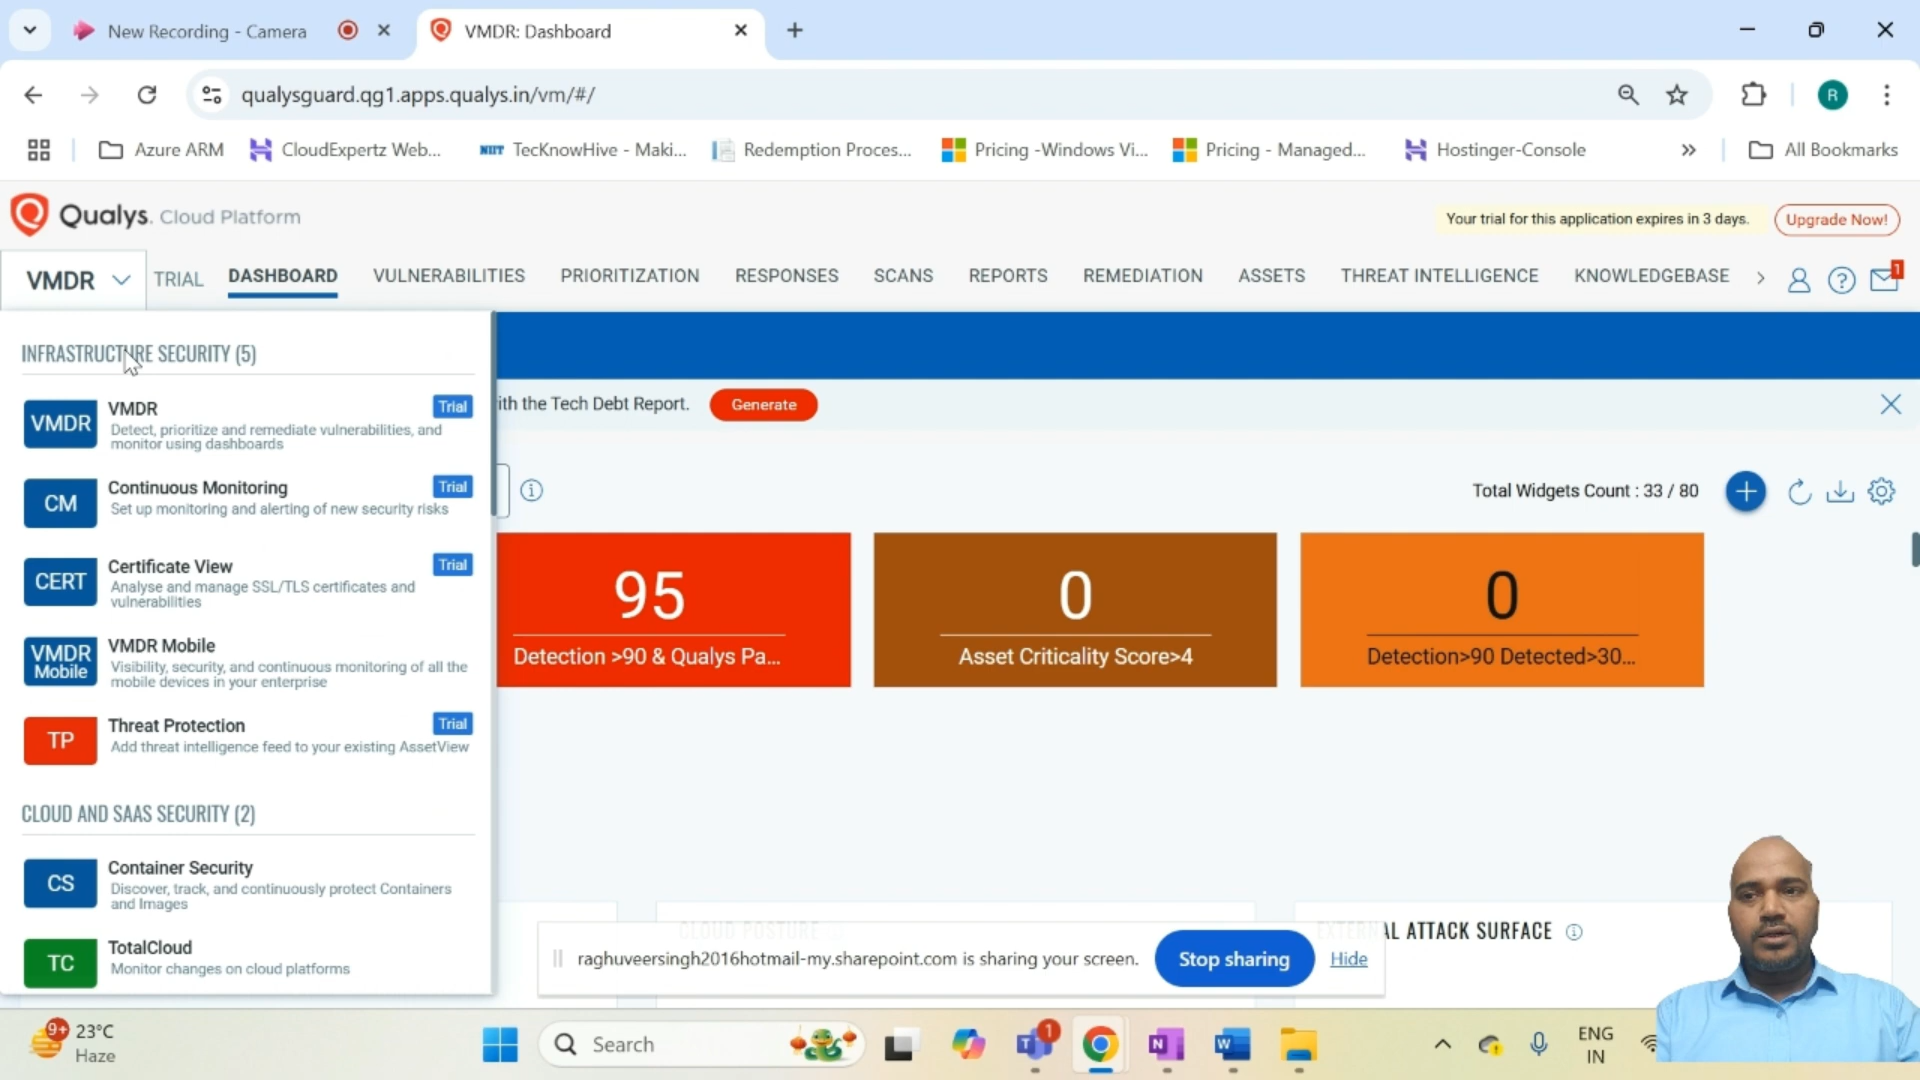 New Recording - Camera
VMDR: Dashboard
qualysguard.qg1.apps.qualys.in/vm/#/
R
Azure ARM
CloudExpertz Web...
NIIT TecKnowHive - Maki...
Redemption Proces...
Pricing -Windows Vi...
Pricing - Managed...
Hostinger-Console
All Bookmarks
Qualys. Cloud Platform
Your trial for this application expires in 3 days.
Upgrade Now!
VMDR
TRIAL
DASHBOARD
VULNERABILITIES
PRIORITIZATION
RESPONSES
SCANS
REPORTS
REMEDIATION
ASSETS
THREAT INTELLIGENCE
KNOWLEDGEBASE
1
INFRASTRUCTURE SECURITY (5)
VMDR
VMDR
Trial
Detect, prioritize and remediate vulnerabilities, and
monitor using dashboards
CM
Continuous Monitoring
Trial
Set up monitoring and alerting of new security risks
CERT
Certificate View
Trial
Analyse and manage SSL/TLS certificates and
vulnerabilities
VMDR
Mobile
VMDR Mobile
Visibility, security, and continuous monitoring of all the
mobile devices in your enterprise
TP
Threat Protection
Trial
Add threat intelligence feed to your existing AssetView
CLOUD AND SAAS SECURITY (2)
CS
Container Security
Discover, track, and continuously protect Containers
and Images
TC
TotalCloud
Monitor changes on cloud platforms
ith the Tech Debt Report.
Generate
Total Widgets Count : 33 / 80
95
Detection >90 & Qualys Pa...
0
Asset Criticality Score>4
0
Detection>90 Detected>30...
CLOUD POSTURE
EXTERNAL ATTACK SURFACE
raghuveersingh2016hotmail-my.sharepoint.com is sharing your screen.
Stop sharing
Hide
9+
23°C
Haze
Search
1
ENG
IN